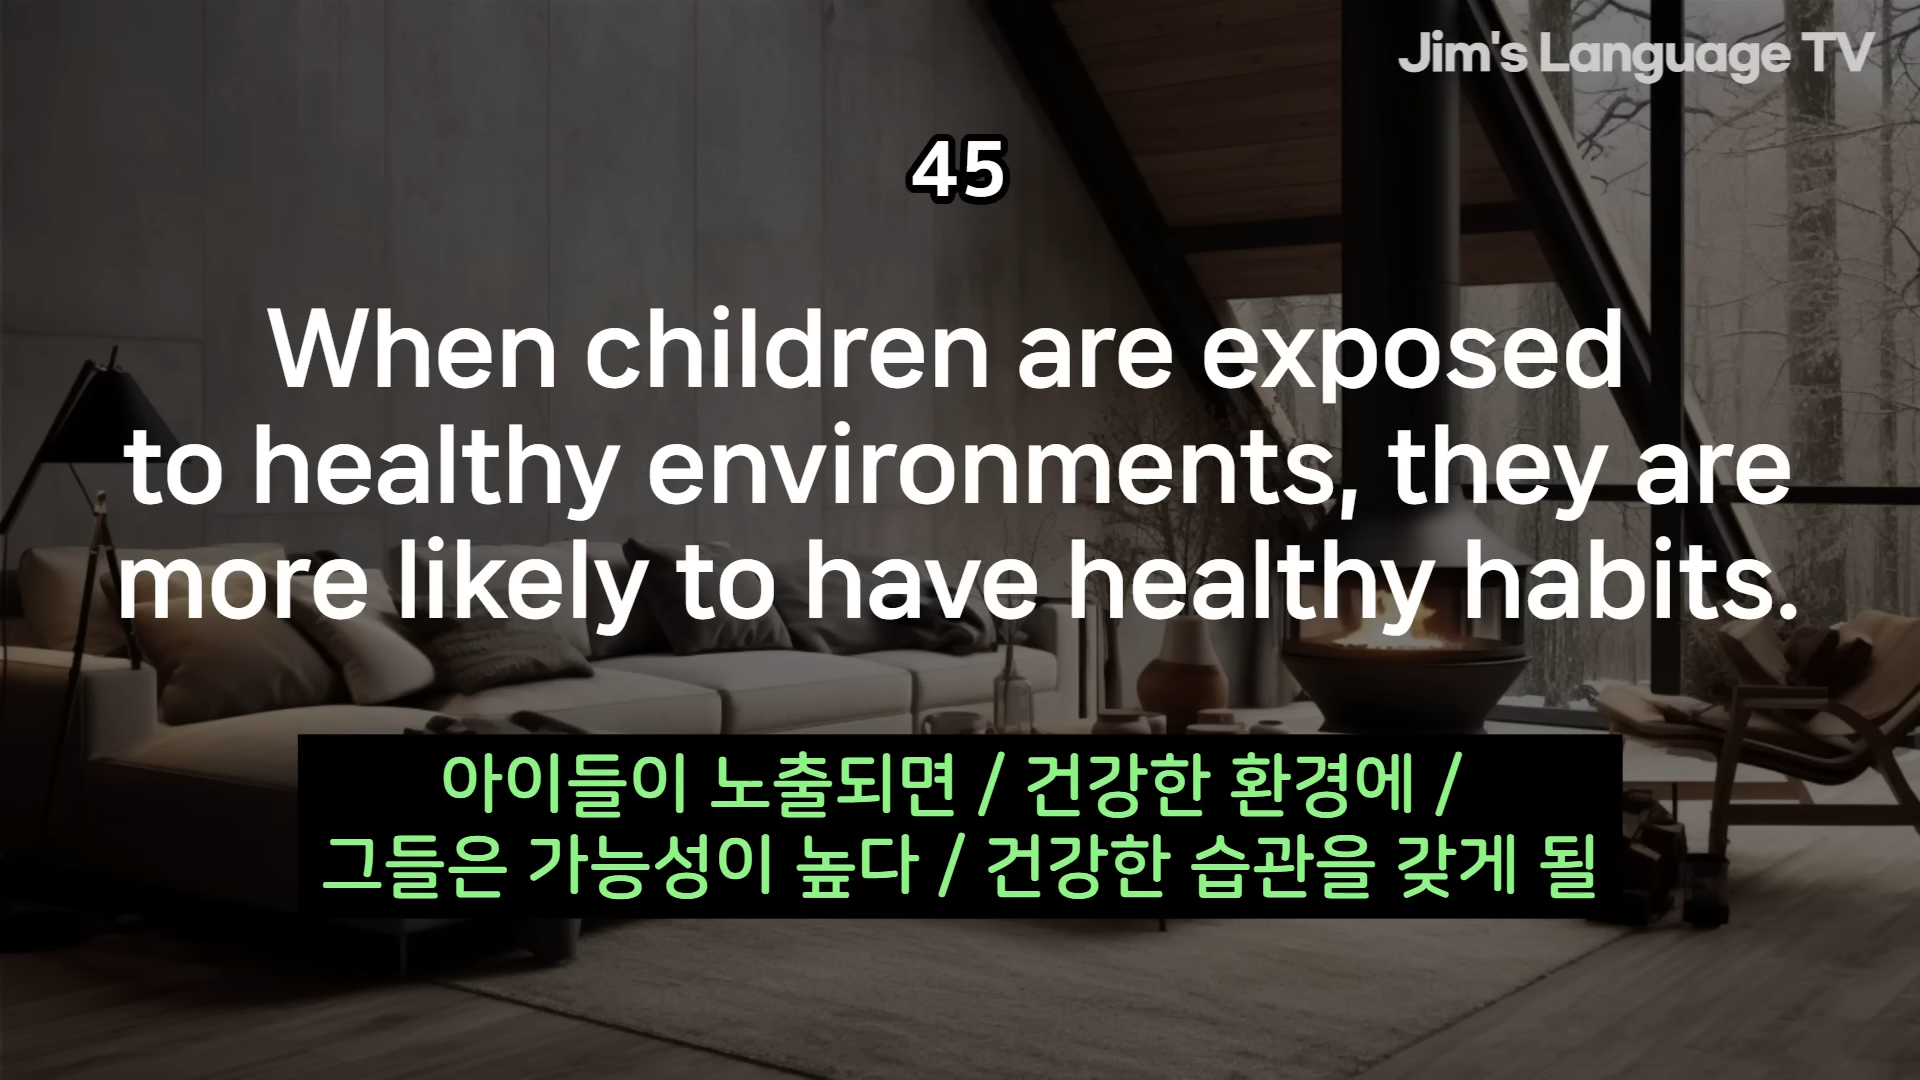 Jim's Language TV
45
When children are exposed
to healthy environments, they are
more likely to have healthy habits.
아이들이 노출되면 / 건강한 환경에 /
그들은 가능성이 높다 / 건강한 습관을 갖게 될